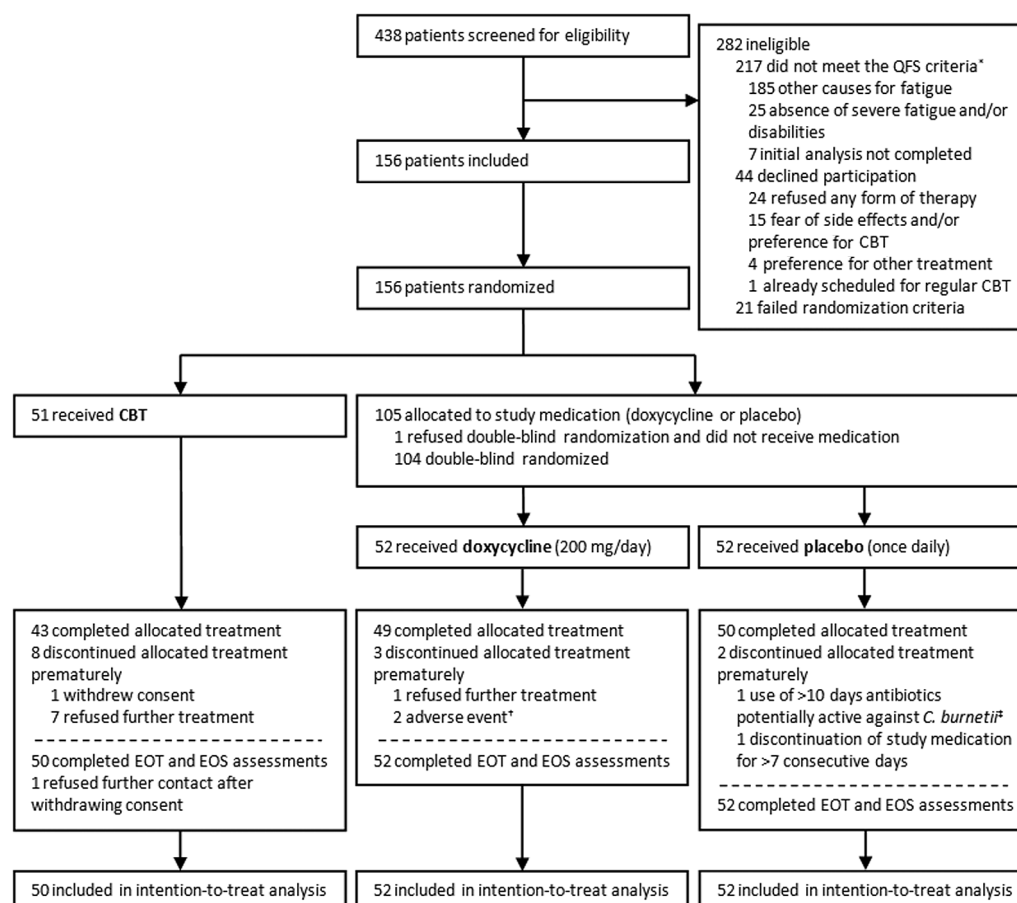 438 patients screened for eligibility
282 ineligible
217 did not meet the QFS criteria*
185 other causes for fatigue
25 absence of severe fatigue and/or
disabilities
7 initial analysis not completed
44 declined participation
24 refused any form of therapy
15 fear of side effects and/or
preference for CBT
4 preference for other treatment
1 already scheduled for regular CBT
21 failed randomization criteria
156 patients included
156 patients randomized
51 received CBT
105 allocated to study medication (doxycycline or placebo)
1 refused double-blind randomization and did not receive medication
104 double-blind randomized
52 received doxycycline (200 mg/day)
52 received placebo (once daily)
43 completed allocated treatment
8 discontinued allocated treatment
prematurely
1 withdrew consent
7 refused further treatment
50 completed EOT and EOS assessments
1 refused further contact after
withdrawing consent
49 completed allocated treatment
3 discontinued allocated treatment
prematurely
1 refused further treatment
2 adverse event†
52 completed EOT and EOS assessments
50 completed allocated treatment
2 discontinued allocated treatment
prematurely
1 use of >10 days antibiotics
potentially active against C. burnetii‡
1 discontinuation of study medication
for >7 consecutive days
52 completed EOT and EOS assessments
50 included in intention-to-treat analysis
52 included in intention-to-treat analysis
52 included in intention-to-treat analysis